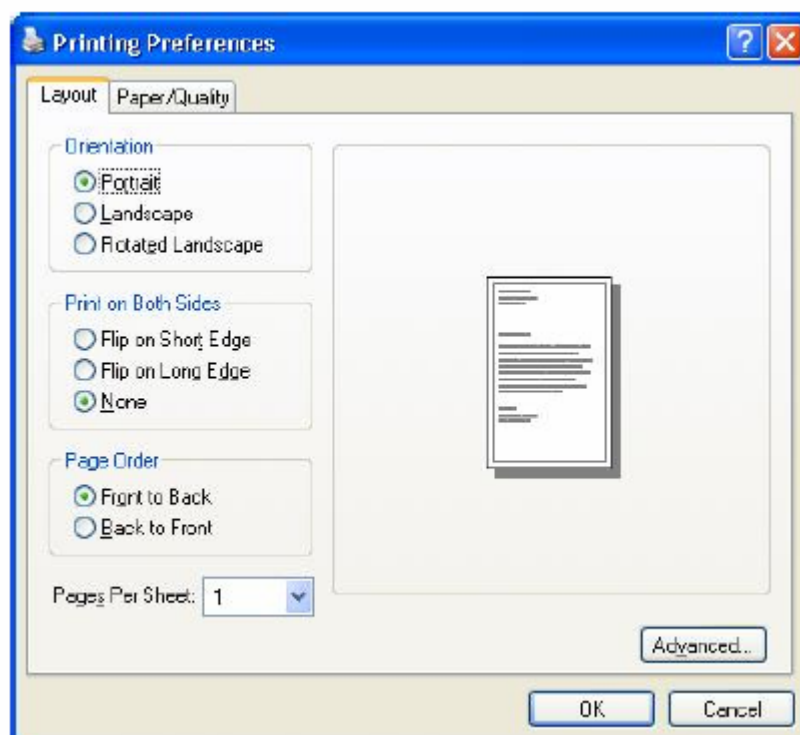 Printing Preferences
Layout Paper/Quality
Orientation
Portrait
Landscape
Rotated Landscape
Print on Both Sides
Flip on Short Edge
Flip on Long Edge
None
Page Order
Front to Back
Back to Front
Pages Per Sheet: 1
Advanced...
OK Cancel